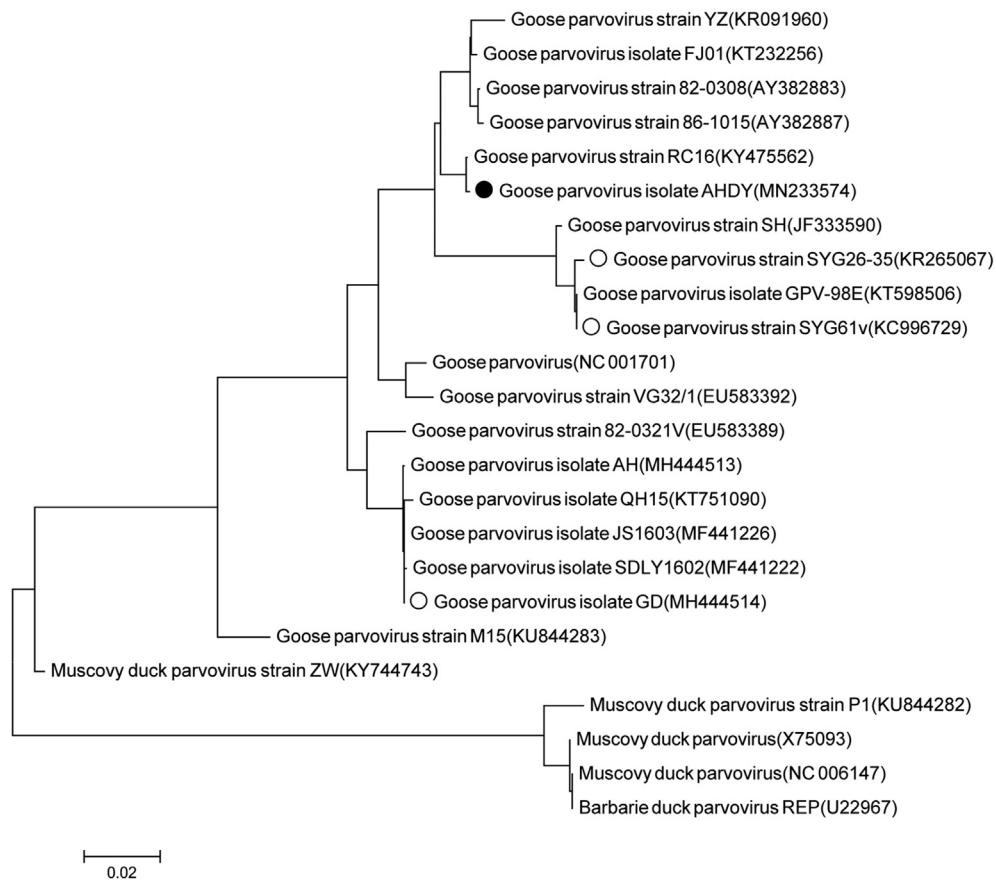 Goose parvovirus strain YZ(KR091960)
Goose parvovirus isolate FJ01(KT232256)
Goose parvovirus strain 82-0308(AY382883)
Goose parvovirus strain 86-1015(AY382887)
Goose parvovirus strain RC16(KY475562)
Goose parvovirus isolate AHDY(MN233574)
Goose parvovirus strain SH(JF333590)
Goose parvovirus strain SYG26-35(KR265067)
Goose parvovirus isolate GPV-98E(KT598506)
Goose parvovirus strain SYG61v(KC996729)
Goose parvovirus(NC 001701)
Goose parvovirus strain VG32/1(EU583392)
Goose parvovirus strain 82-0321V(EU583389)
Goose parvovirus isolate AH(MH444513)
Goose parvovirus isolate QH15(KT751090)
Goose parvovirus isolate JS1603(MF441226)
Goose parvovirus isolate SDLY1602(MF441222)
Goose parvovirus isolate GD(MH444514)
Goose parvovirus strain M15(KU844283)
Muscovy duck parvovirus strain ZW(KY744743)
Muscovy duck parvovirus strain P1(KU844282)
Muscovy duck parvovirus(X75093)
Muscovy duck parvovirus(NC 006147)
Barbarie duck parvovirus REP(U22967)
0.02